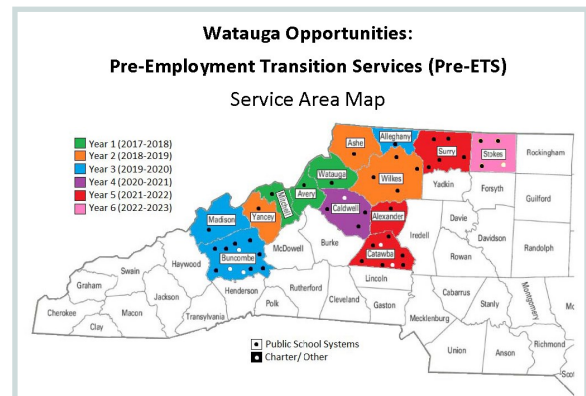 Watauga Opportunities:
Pre-Employment Transition Services (Pre-ETS)
Service Area Map
Year 1 (2017-2018)
Year 2 (2018-2019)
Year 3 (2019-2020)
Year 4 (2020-2021)
Year 5 (2021-2022)
Year 6 (2022-2023)
Alleghany
Ashe
Surry
Stokes
Rockingham
Watauga
Wilkes
Yadkin
Forsyth
Guilford
Avery
Mitchell
Caldwell
Alexander
Madison
Yancey
Iredell
Davie
Davidson
Randolph
Burke
McDowell
Catawba
Rowan
Buncombe
Haywood
Swain
Graham
Jackson
Henderson
Rutherford
Lincoln
Cabarrus
Stanly
Montgomery
Mo
Cherokee
Macon
Clay
Transylvania
Polk
Cleveland
Gaston
Mecklenburg
Union
Anson
Richmond
Scot
Public School Systems
Charter/ Other